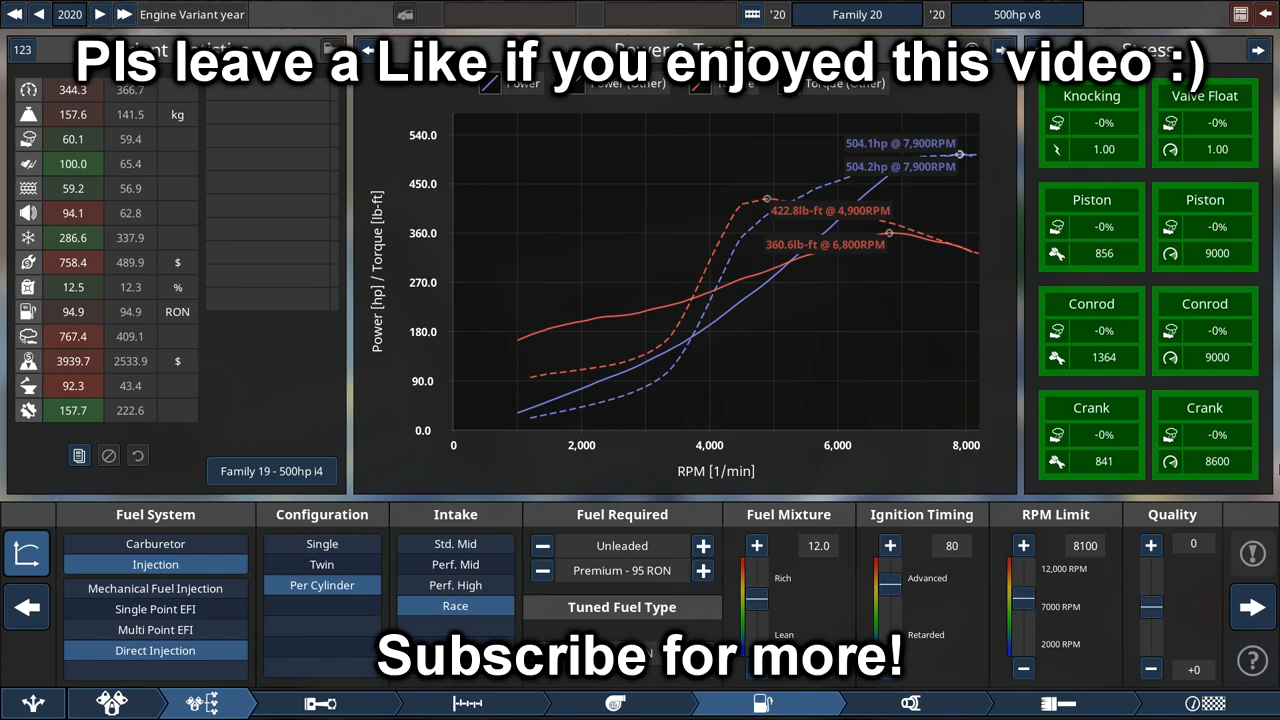 2020
Engine Variant year
'20
Family 20
'20
500hp v8
123
Pls leave a Like if you enjoyed this video :)
Power
Power (Other)
Torque (Other)
Stress
344.3 366.7
157.6 141.5 kg
60.1 59.4
100.0 65.4
59.2 56.9
94.1 62.8
286.6 337.9
758.4 489.9 $
12.5 12.3 %
94.9 94.9 RON
767.4 409.1
3939.7 2533.9 $
92.3 43.4
157.7 222.6
Family 19 - 500hp i4
Power [hp] / Torque [lb-ft]
540.0
450.0
360.0
270.0
180.0
90.0
0.0
504.1hp @ 7,900RPM
504.2hp @ 7,900RPM
422.8lb-ft @ 4,900RPM
360.6lb-ft @ 6,800RPM
0 2,000 4,000 6,000 8,000
RPM [1/min]
Knocking Valve Float
-0% -0%
1.00 1.00
Piston Piston
-0% -0%
856 9000
Conrod Conrod
-0% -0%
1364 9000
Crank Crank
-0% -0%
841 8600
Fuel System
Carburetor
Injection
Mechanical Fuel Injection
Single Point EFI
Multi Point EFI
Direct Injection
Configuration
Single
Twin
Per Cylinder
Intake
Std. Mid
Perf. Mid
Perf. High
Race
Fuel Required
Unleaded
Premium - 95 RON
Tuned Fuel Type
Fuel Mixture
12.0
Rich
Lean
Ignition Timing
80
Advanced
Retarded
RPM Limit
8100
12,000 RPM
7000 RPM
2000 RPM
Quality
0
+0
Subscribe for more!